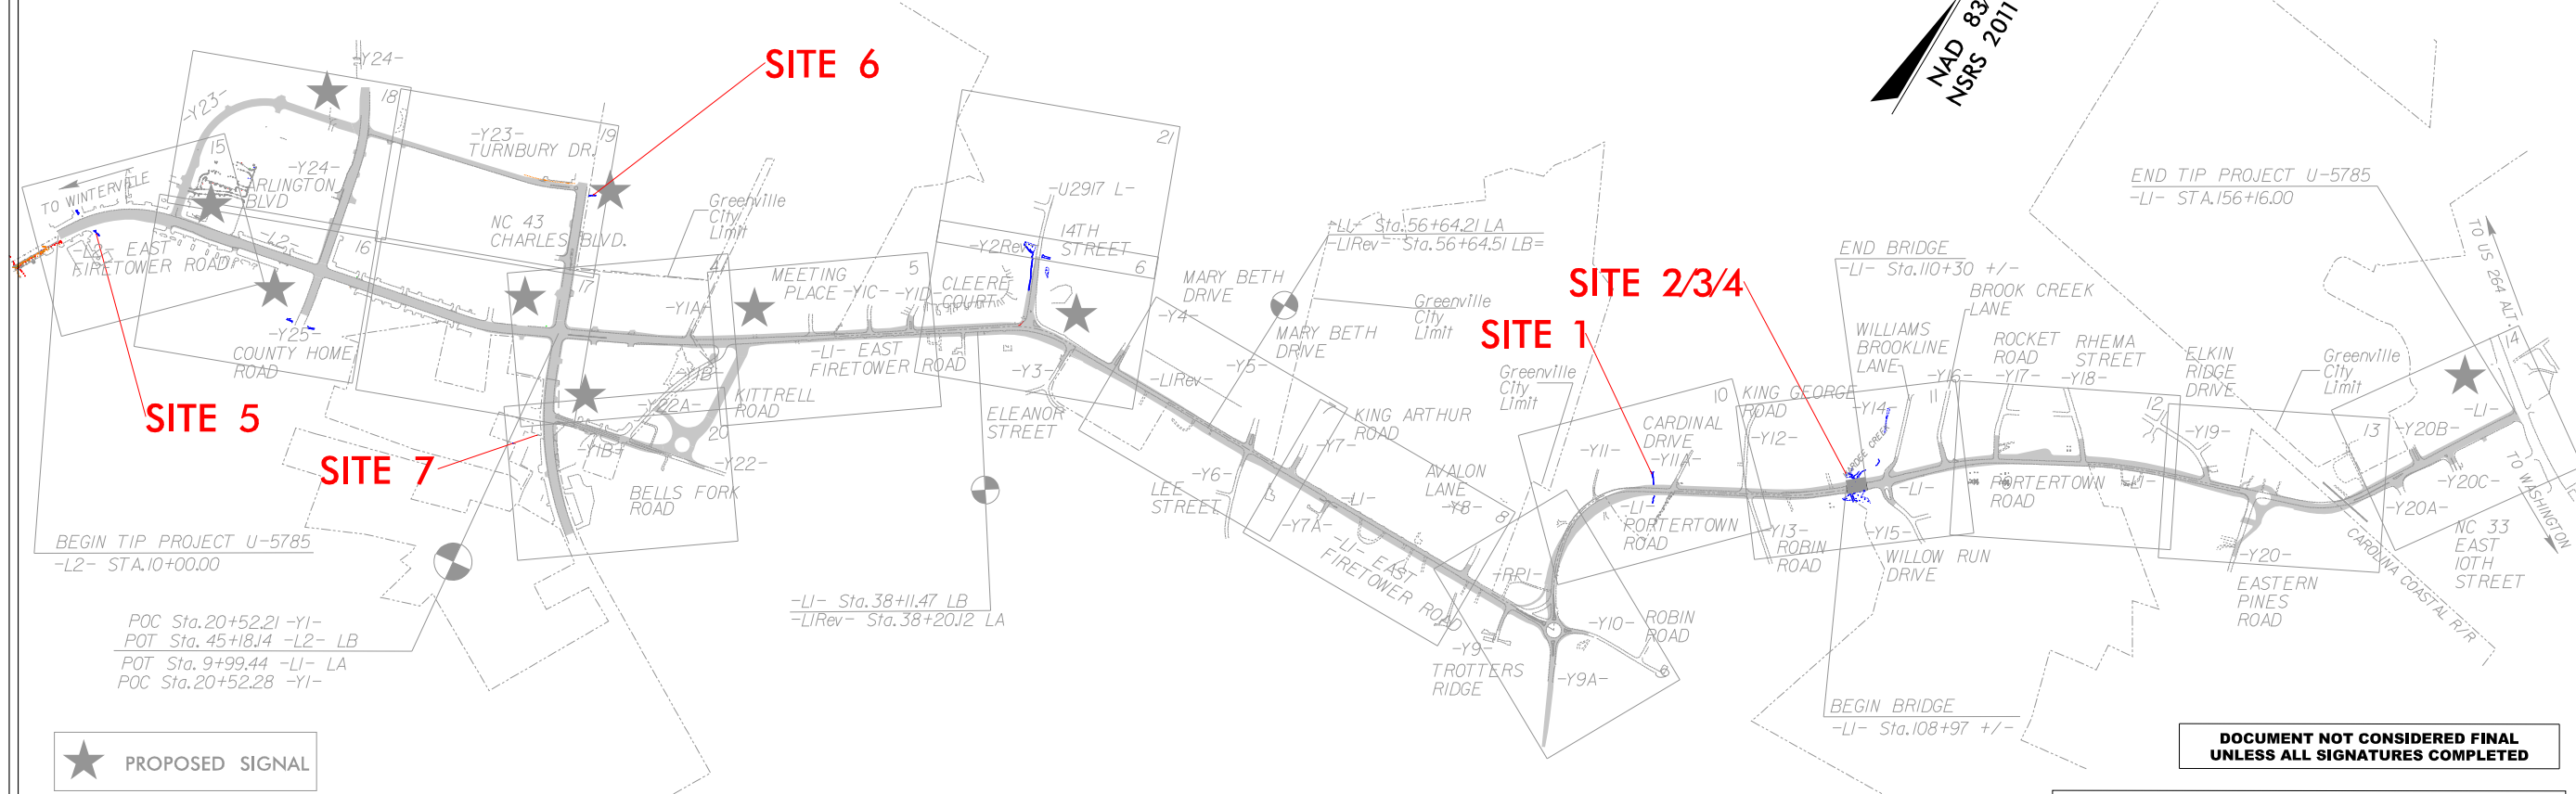 NAD 83/
NSRS 2011
SITE 6
-Y24-
-Y23-
18
19
-Y23-
TURNBURY DR.
15
TO WINTERVILLE
-Y24-
ARLINGTON
BLVD
NC 43
CHARLES BLVD.
Greenville
City
Limit
-L2- EAST
FIRETOWER ROAD
-L2-
16
17
-Y25-
COUNTY HOME
ROAD
SITE 5
SITE 7
4
-Y1A-
MEETING
PLACE
5
-Y1C-
-Y1D-
CLEERE
COURT
-Y1B-
-Y22A-
KITTRELL
ROAD
20
-Y1B-
-Y22-
BELLS FORK
ROAD
-L1- EAST
FIRETOWER ROAD
21
-U2917 L-
14TH
STREET
-Y2Rev-
6
-Y3-
ELEANOR
STREET
MARY BETH
DRIVE
-Y4-
-L1Rev-
-Y5-
MARY BETH
DRIVE
-L1- Sta.56+64.21 LA
-L1Rev- Sta.56+64.51 LB=
Greenville
City
Limit
7
KING ARTHUR
ROAD
-Y6-
LEE
STREET
-Y7-
-Y7A-
-L1-
AVALON
LANE
-Y8-
8
-L1- EAST
FIRETOWER ROAD
Greenville
City
Limit
SITE 1
SITE 2/3/4
-RP1-
-Y9-
TROTTERS
RIDGE
-Y9A-
-Y10-
ROBIN
ROAD
9
-Y11-
CARDINAL
DRIVE
-Y11A-
10
-L1-
PORTERTOWN
ROAD
KING GEORGE
ROAD
-Y12-
-Y13-
ROBIN
ROAD
END BRIDGE
-L1- Sta.110+30 +/-
BROOK CREEK
LANE
WILLIAMS
BROOKLINE
LANE
-Y14-
HARDEE CREEK
-Y16-
11
-L1-
-Y15-
WILLOW RUN
DRIVE
ROCKET
ROAD
-Y17-
RHEMA
STREET
-Y18-
PORTERTOWN
ROAD
-L1-
12
ELKIN
RIDGE
DRIVE
-Y19-
Greenville
City
Limit
13
-Y20-
EASTERN
PINES
ROAD
END TIP PROJECT U-5785
-L1- STA.156+16.00
TO US 264 ALT
14
-L1-
-Y20B-
-Y20C-
-Y20A-
NC 33
EAST
10TH
STREET
TO WASHINGTON
CAROLINA COASTAL R/R
BEGIN BRIDGE
-L1- Sta.108+97 +/-
BEGIN TIP PROJECT U-5785
-L2- STA.10+00.00
POC Sta.20+52.21 -Y1-
POT Sta. 45+18.14 -L2- LB
POT Sta. 9+99.44 -L1- LA
POC Sta.20+52.28 -Y1-
-L1- Sta.38+11.47 LB
-L1Rev- Sta.38+20.12 LA
PROPOSED SIGNAL
DOCUMENT NOT CONSIDERED FINAL
UNLESS ALL SIGNATURES COMPLETED